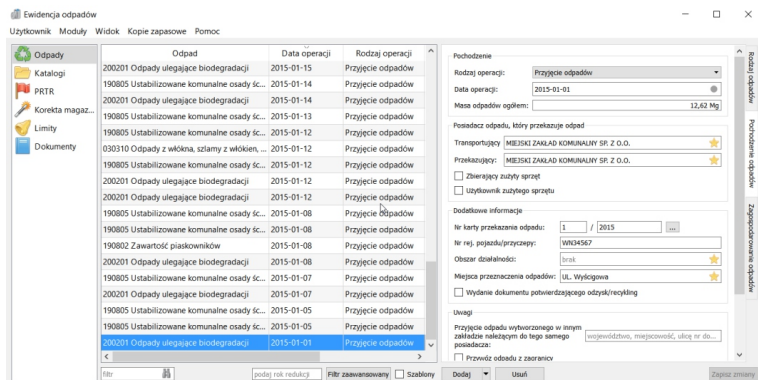 Ewidencja odpadów
Użytkownik Moduły Widok Kopie zapasowe Pomoc
Odpady
Katalogi
PRTR
Korekta magaz...
Limity
Dokumenty
Odpad Data operacji Rodzaj operacji
200201 Odpady ulegające biodegradacji 2015-01-15 Przyjęcie odpadów
190805 Ustabilizowane komunalne osady śc... 2015-01-14 Przyjęcie odpadów
200201 Odpady ulegające biodegradacji 2015-01-14 Przyjęcie odpadów
190805 Ustabilizowane komunalne osady śc... 2015-01-13 Przyjęcie odpadów
190805 Ustabilizowane komunalne osady śc... 2015-01-12 Przyjęcie odpadów
030310 Odpady z włókna, szlamy z włókien, ... 2015-01-12 Przyjęcie odpadów
190805 Ustabilizowane komunalne osady śc... 2015-01-12 Przyjęcie odpadów
200201 Odpady ulegające biodegradacji 2015-01-12 Przyjęcie odpadów
200201 Odpady ulegające biodegradacji 2015-01-12 Przyjęcie odpadów
190805 Ustabilizowane komunalne osady śc... 2015-01-08 Przyjęcie odpadów
190805 Ustabilizowane komunalne osady śc... 2015-01-08 Przyjęcie odpadów
190802 Zawartość piaskowników 2015-01-08 Przyjęcie odpadów
200201 Odpady ulegające biodegradacji 2015-01-08 Przyjęcie odpadów
190805 Ustabilizowane komunalne osady śc... 2015-01-07 Przyjęcie odpadów
200201 Odpady ulegające biodegradacji 2015-01-07 Przyjęcie odpadów
190805 Ustabilizowane komunalne osady śc... 2015-01-05 Przyjęcie odpadów
190805 Ustabilizowane komunalne osady śc... 2015-01-05 Przyjęcie odpadów
200201 Odpady ulegające biodegradacji 2015-01-01 Przyjęcie odpadów
filtr podaj rok redukcji Filtr zaawansowany Szablony Dodaj Usuń Zapisz zmiany
Pochodzenie
Rodzaj operacji: Przyjęcie odpadów
Data operacji: 2015-01-01
Masa odpadów ogółem: 12,62 Mg
Posiadacz odpadu, który przekazuje odpad
Transportujący MIEJSKI ZAKŁAD KOMUNALNY SP. Z O.O.
Przekazujący: MIEJSKI ZAKŁAD KOMUNALNY SP. Z O.O.
Zbierający zużyty sprzęt
Użytkownik zużytego sprzętu
Dodatkowe informacje
Nr karty przekazania odpadu: 1 / 2015 ...
Nr rej. pojazdu/przyczepy: WN34567
Obszar działalności: brak
Miejsca przeznaczenia odpadów: UL. Wyścigowa
Wydanie dokumentu potwierdzającego odzysk/recykling
Uwagi
Przyjęcie odpadu wytworzonego w innym
zakładzie należącym do tego samego
posiadacza: województwo, miejscowość, ulicę nr do...
Przywóz odpadu z zagranicy
Rodzaj odpadów
Pochodzenie odpadów
Zagospodarowanie odpadów